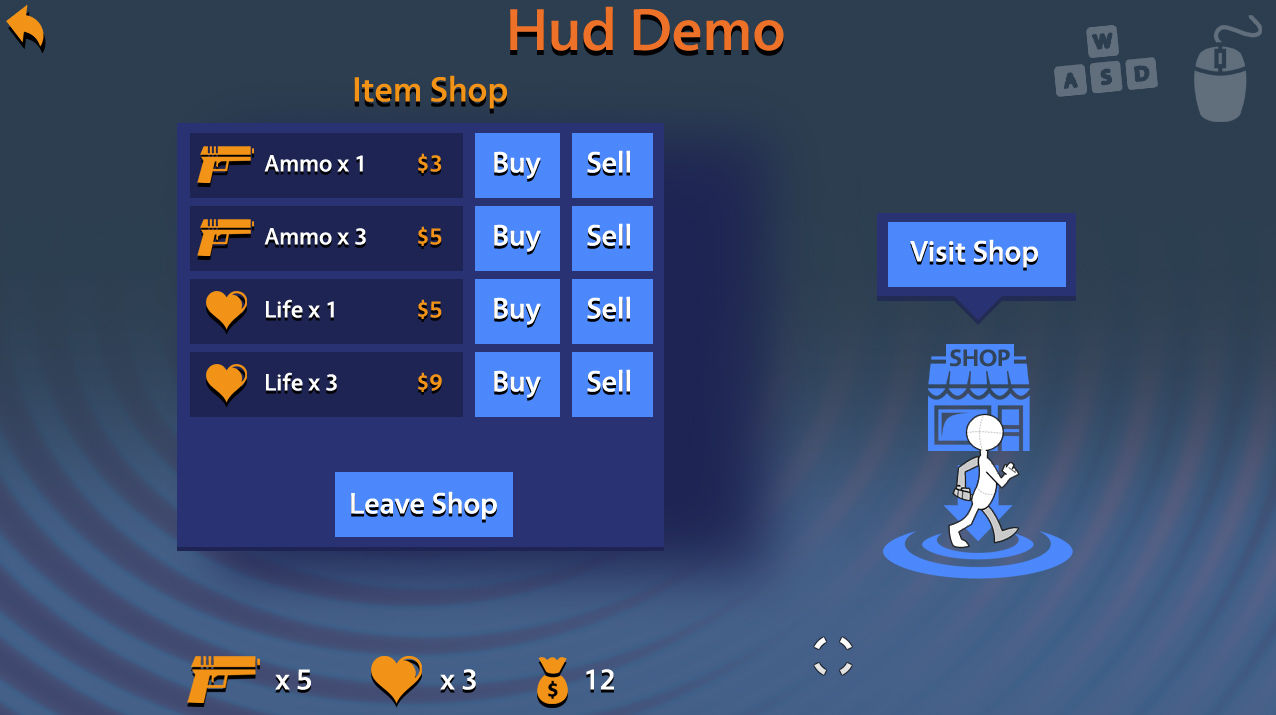 Hud Demo
W
A S D
Item Shop
Ammo x 1 $3 Buy Sell
Ammo x 3 $5 Buy Sell
Life x 1 $5 Buy Sell
Life x 3 $9 Buy Sell
Leave Shop
Visit Shop
SHOP
x 5 x 3 $ 12